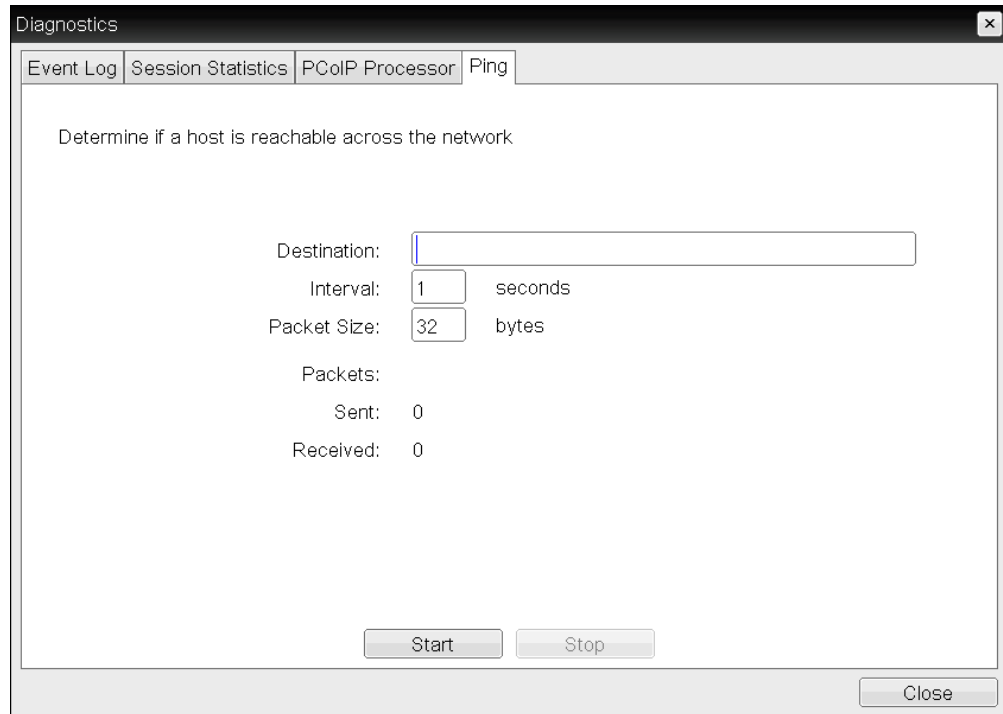 Diagnostics
Event Log Session Statistics PCoIP Processor Ping
Determine if a host is reachable across the network
Destination:
Interval: 1 seconds
Packet Size: 32 bytes
Packets:
Sent: 0
Received: 0
Start Stop
Close